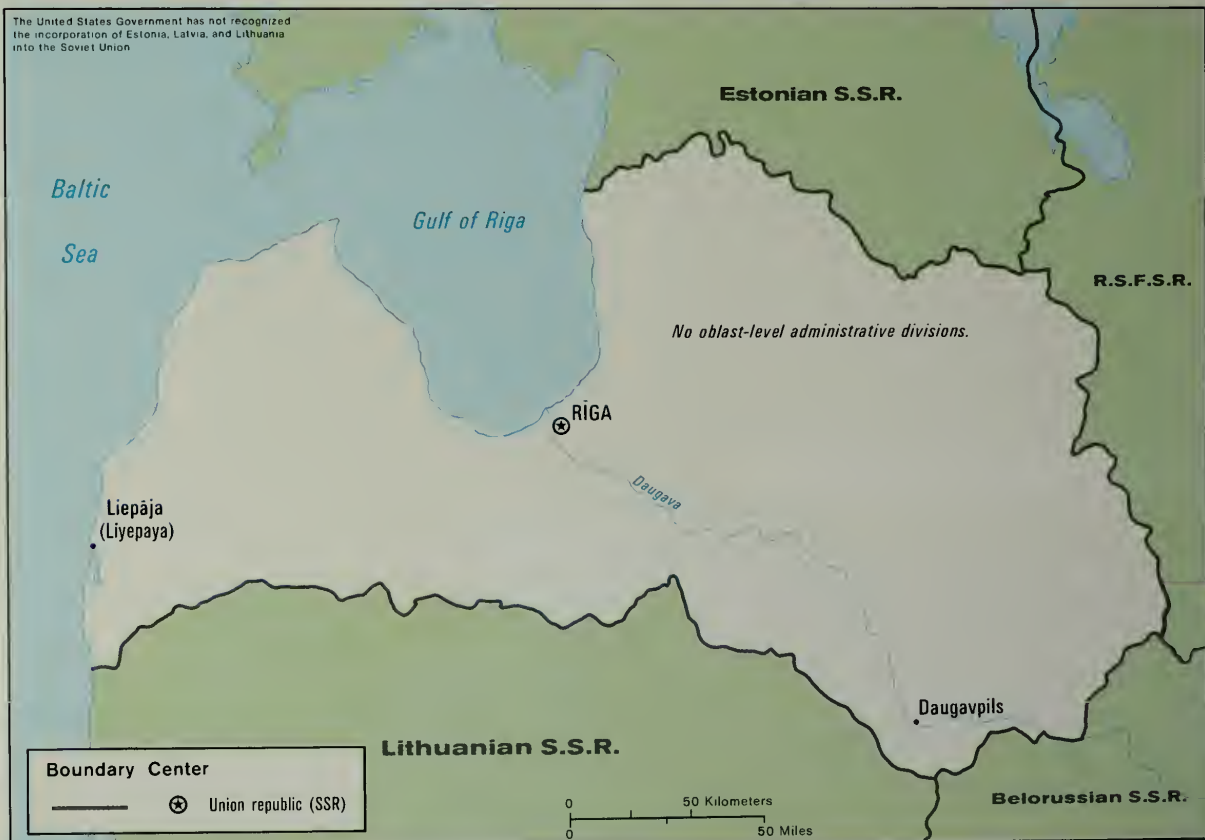 The United States Government has not recognized
the incorporation of Estonia, Latvia, and Lithuania
into the Soviet Union
Estonian S.S.R.
Baltic
Sea
Gulf of Riga
R.S.F.S.R.
No oblast-level administrative divisions.
RĪGA
Daugava
Liepāja
(Liyepaya)
Daugavpils
Lithuanian S.S.R.
Belorussian S.S.R.
Boundary Center
Union republic (SSR)
0 50 Kilometers
0 50 Miles